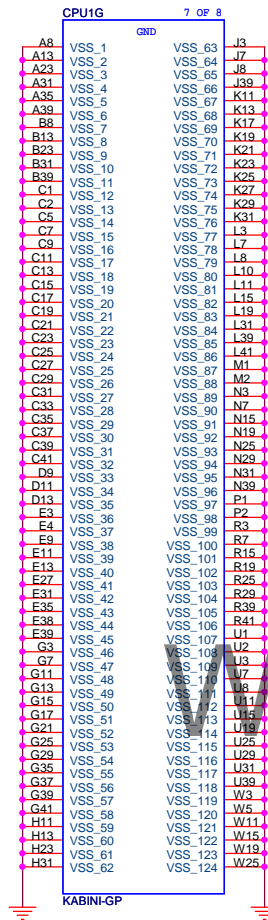 CPU1G 7 OF 8
GND
A8 VSS_1 VSS_63 J3
A13 VSS_2 VSS_64 J7
A23 VSS_3 VSS_65 J8
A31 VSS_4 VSS_66 J39
A35 VSS_5 VSS_67 K11
A39 VSS_6 VSS_68 K13
B8 VSS_7 VSS_69 K17
B13 VSS_8 VSS_70 K19
B23 VSS_9 VSS_71 K21
B31 VSS_10 VSS_72 K23
B39 VSS_11 VSS_73 K25
C1 VSS_12 VSS_74 K27
C2 VSS_13 VSS_75 K29
C5 VSS_14 VSS_76 K31
C7 VSS_15 VSS_77 L3
C9 VSS_16 VSS_78 L7
C11 VSS_17 VSS_79 L8
C13 VSS_18 VSS_80 L10
C15 VSS_19 VSS_81 L11
C17 VSS_20 VSS_82 L15
C19 VSS_21 VSS_83 L19
C21 VSS_22 VSS_84 L31
C23 VSS_23 VSS_85 L39
C25 VSS_24 VSS_86 L41
C27 VSS_25 VSS_87 M1
C29 VSS_26 VSS_88 M2
C31 VSS_27 VSS_89 N3
C33 VSS_28 VSS_90 N7
C35 VSS_29 VSS_91 N15
C37 VSS_30 VSS_92 N19
C39 VSS_31 VSS_93 N25
C41 VSS_32 VSS_94 N29
D9 VSS_33 VSS_95 N31
D11 VSS_34 VSS_96 N39
D13 VSS_35 VSS_97 P1
E3 VSS_36 VSS_98 P2
E4 VSS_37 VSS_99 R3
E9 VSS_38 VSS_100 R7
E11 VSS_39 VSS_101 R15
E13 VSS_40 VSS_102 R19
E27 VSS_41 VSS_103 R25
E31 VSS_42 VSS_104 R29
E35 VSS_43 VSS_105 R39
E38 VSS_44 VSS_106 R41
E39 VSS_45 VSS_107 U1
G3 VSS_46 VSS_108 U2
G7 VSS_47 VSS_109 U3
G11 VSS_48 VSS_110 U7
G13 VSS_49 VSS_111 U8
G15 VSS_50 VSS_112 U11
G17 VSS_51 VSS_113 U15
G21 VSS_52 VSS_114 U19
G25 VSS_53 VSS_115 U25
G29 VSS_54 VSS_116 U29
G35 VSS_55 VSS_117 U31
G37 VSS_56 VSS_118 U39
G39 VSS_57 VSS_119 W3
G41 VSS_58 VSS_120 W5
H11 VSS_59 VSS_121 W11
H13 VSS_60 VSS_122 W15
H23 VSS_61 VSS_123 W19
H31 VSS_62 VSS_124 W25
KABINI-GP